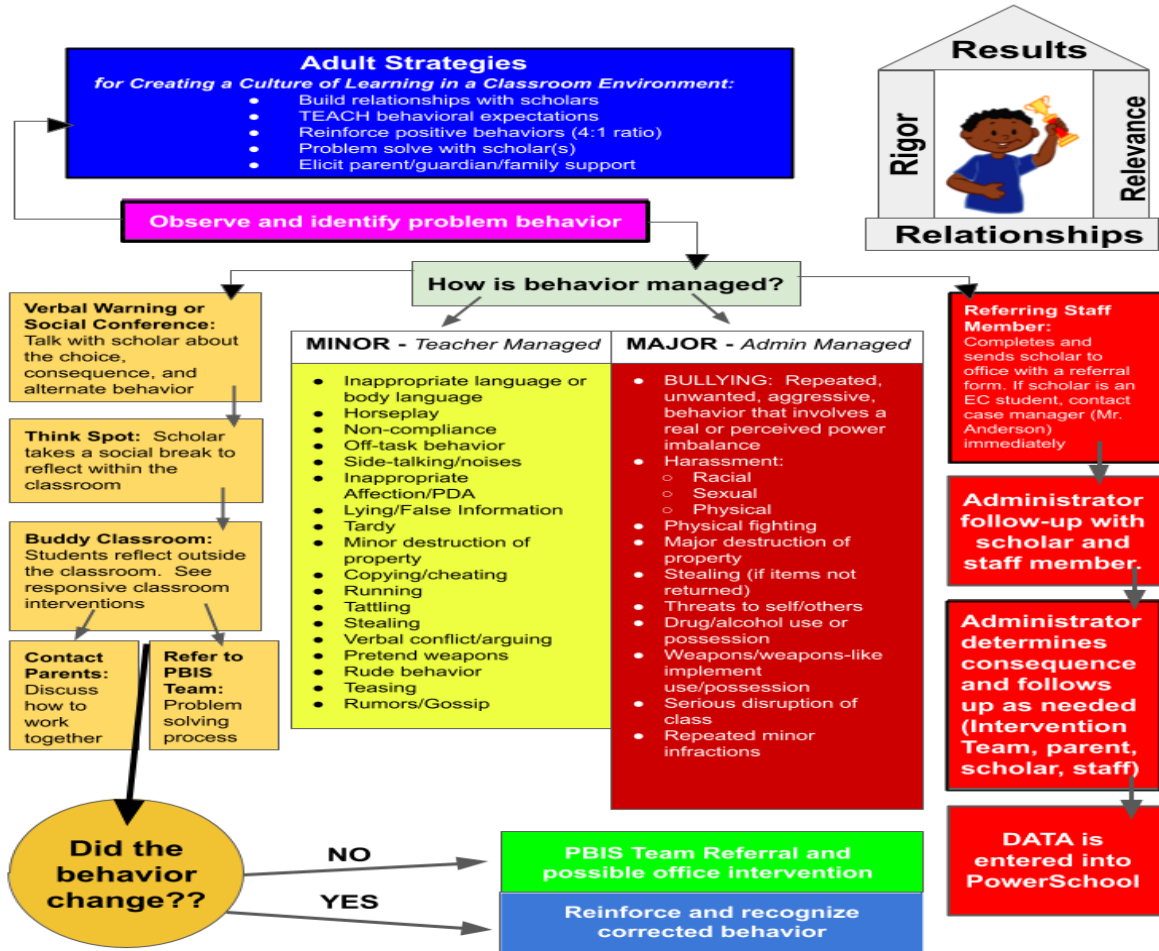 Adult Strategies
for Creating a Culture of Learning in a Classroom Environment:
● Build relationships with scholars
● TEACH behavioral expectations
● Reinforce positive behaviors (4:1 ratio)
● Problem solve with scholar(s)
● Elicit parent/guardian/family support
Results
Rigor
Relevance
Relationships
Observe and identify problem behavior
How is behavior managed?
Verbal Warning or
Social Conference:
Talk with scholar about
the choice,
consequence, and
alternate behavior
Think Spot: Scholar
takes a social break to
reflect within the
classroom
Buddy Classroom:
Students reflect outside
the classroom. See
responsive classroom
interventions
Contact
Parents:
Discuss
how to
work
together
Refer to
PBIS
Team:
Problem
solving
process
MINOR - Teacher Managed
● Inappropriate language or
body language
● Horseplay
● Non-compliance
● Off-task behavior
● Side-talking/noises
● Inappropriate
Affection/PDA
● Lying/False Information
● Tardy
● Minor destruction of
property
● Copying/cheating
● Running
● Tattling
● Stealing
● Verbal conflict/arguing
● Pretend weapons
● Rude behavior
● Teasing
● Rumors/Gossip
MAJOR - Admin Managed
● BULLYING: Repeated,
unwanted, aggressive,
behavior that involves a
real or perceived power
imbalance
● Harassment:
○ Racial
○ Sexual
○ Physical
● Physical fighting
● Major destruction of
property
● Stealing (if items not
returned)
● Threats to self/others
● Drug/alcohol use or
possession
● Weapons/weapons-like
implement
use/possession
● Serious disruption of
class
● Repeated minor
infractions
Referring Staff
Member:
Completes and
sends scholar to
office with a referral
form. If scholar is an
EC student, contact
case manager (Mr.
Anderson)
immediately
Administrator
follow-up with
scholar and
staff member.
Administrator
determines
consequence
and follows
up as needed
(Intervention
Team, parent,
scholar, staff)
DATA is
entered into
PowerSchool
Did the
behavior
change??
NO
PBIS Team Referral and
possible office intervention
YES
Reinforce and recognize
corrected behavior